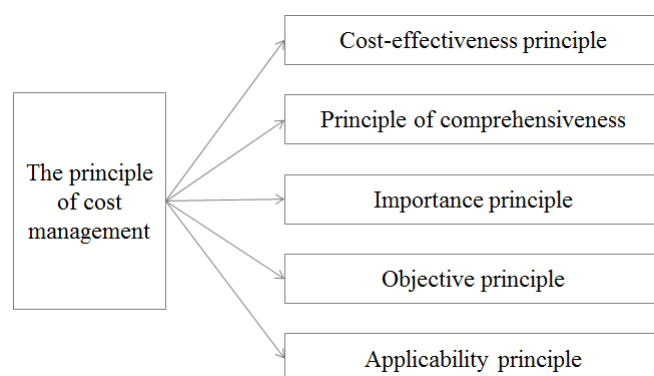 The principle
of cost
management
Cost-effectiveness principle
Principle of comprehensiveness
Importance principle
Objective principle
Applicability principle